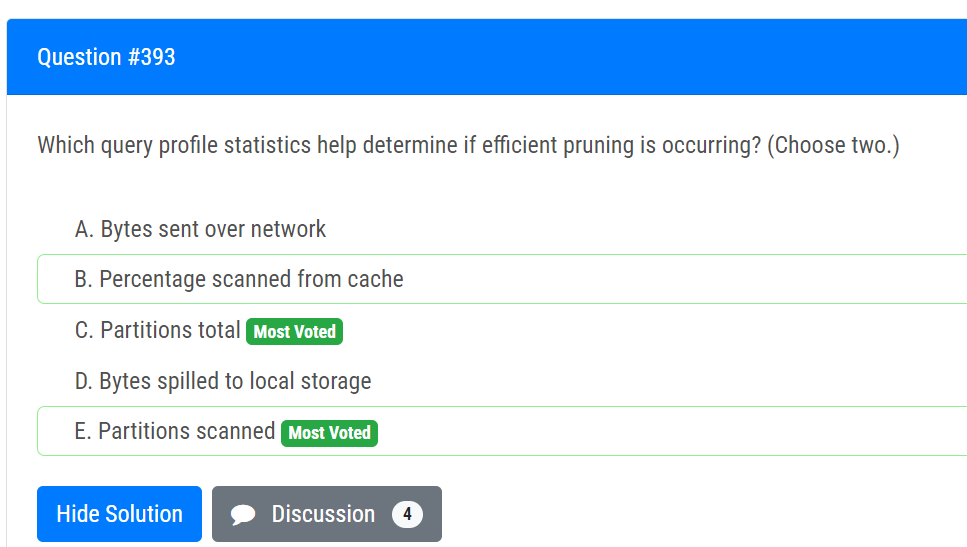 Question #393
Which query profile statistics help determine if efficient pruning is occurring? (Choose two.)
A. Bytes sent over network
B. Percentage scanned from cache
C. Partitions total Most Voted
D. Bytes spilled to local storage
E. Partitions scanned Most Voted
Hide Solution Discussion 4